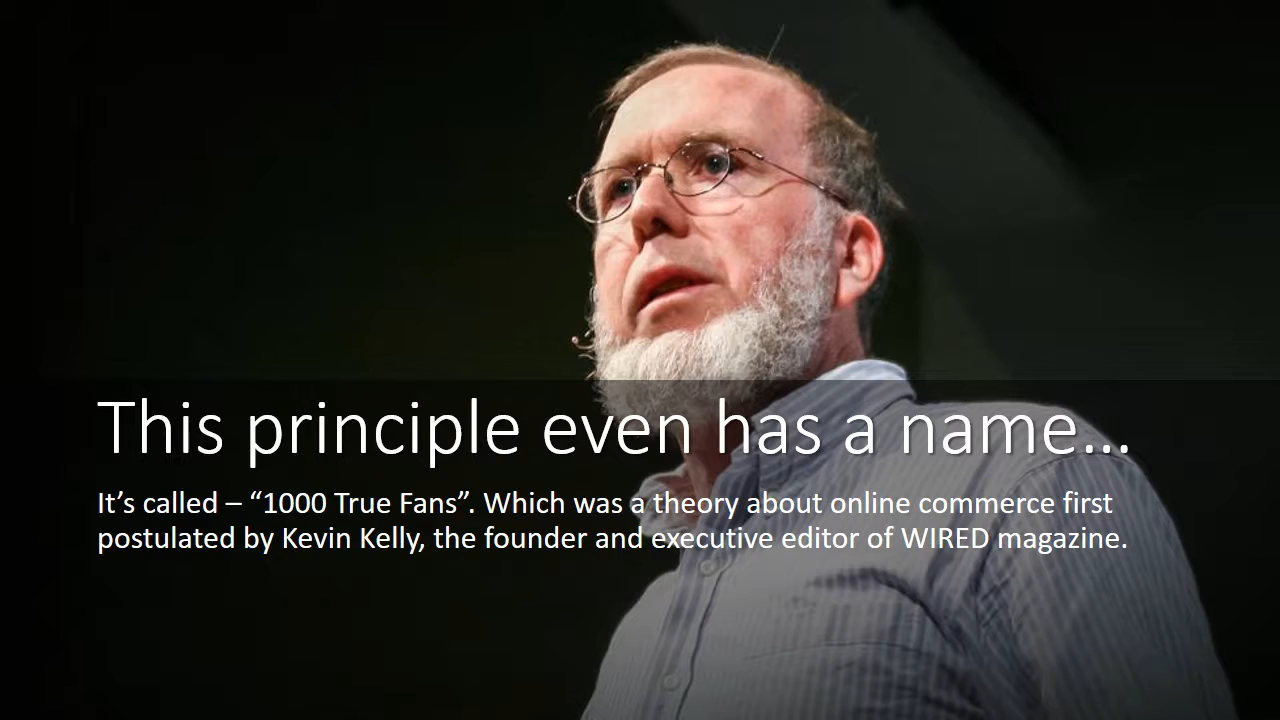 This principle even has a name...
It’s called – “1000 True Fans”. Which was a theory about online commerce first
postulated by Kevin Kelly, the founder and executive editor of WIRED magazine.